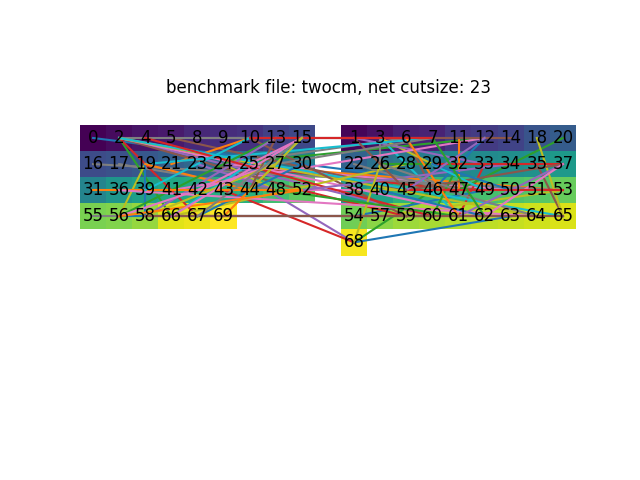 benchmark file: twocm, net cutsize: 23
0 2 4 5 8 9 10 13 15 1 3 6 7 11 12 14 18 20
16 17 19 21 23 24 25 27 30 22 26 28 29 32 33 34 35 37
31 36 39 41 42 43 44 48 52 38 40 45 46 47 49 50 51 53
55 56 58 66 67 69 54 57 59 60 61 62 63 64 65
68